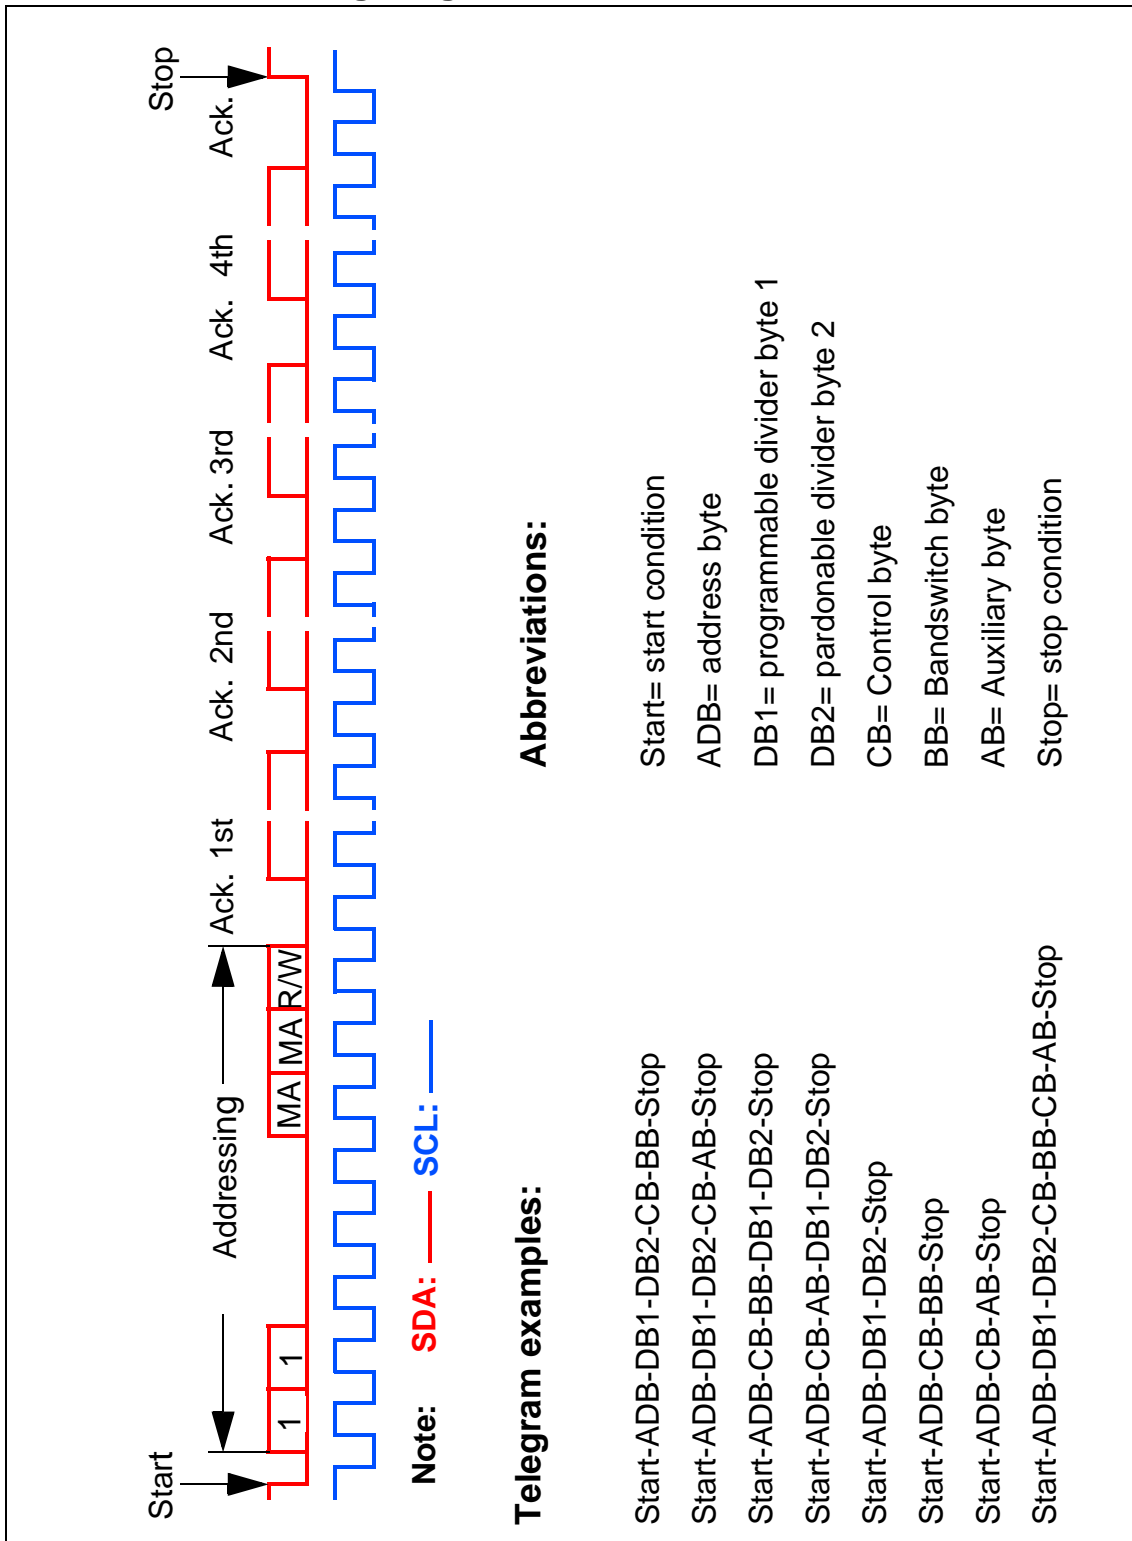 Start
Stop
Addressing
Ack. 1st
Ack. 2nd
Ack. 3rd
Ack. 4th
Ack.
1
1
MA
MA
R/W
Note: SDA: SCL:
Telegram examples:
Start-ADB-DB1-DB2-CB-BB-Stop
Start-ADB-DB1-DB2-CB-AB-Stop
Start-ADB-CB-BB-DB1-DB2-Stop
Start-ADB-CB-AB-DB1-DB2-Stop
Start-ADB-DB1-DB2-Stop
Start-ADB-CB-BB-Stop
Start-ADB-CB-AB-Stop
Start-ADB-DB1-DB2-CB-BB-CB-AB-Stop
Abbreviations:
Start= start condition
ADB= address byte
DB1= programmable divider byte 1
DB2= pardonable divider byte 2
CB= Control byte
BB= Bandswitch byte
AB= Auxiliary byte
Stop= stop condition